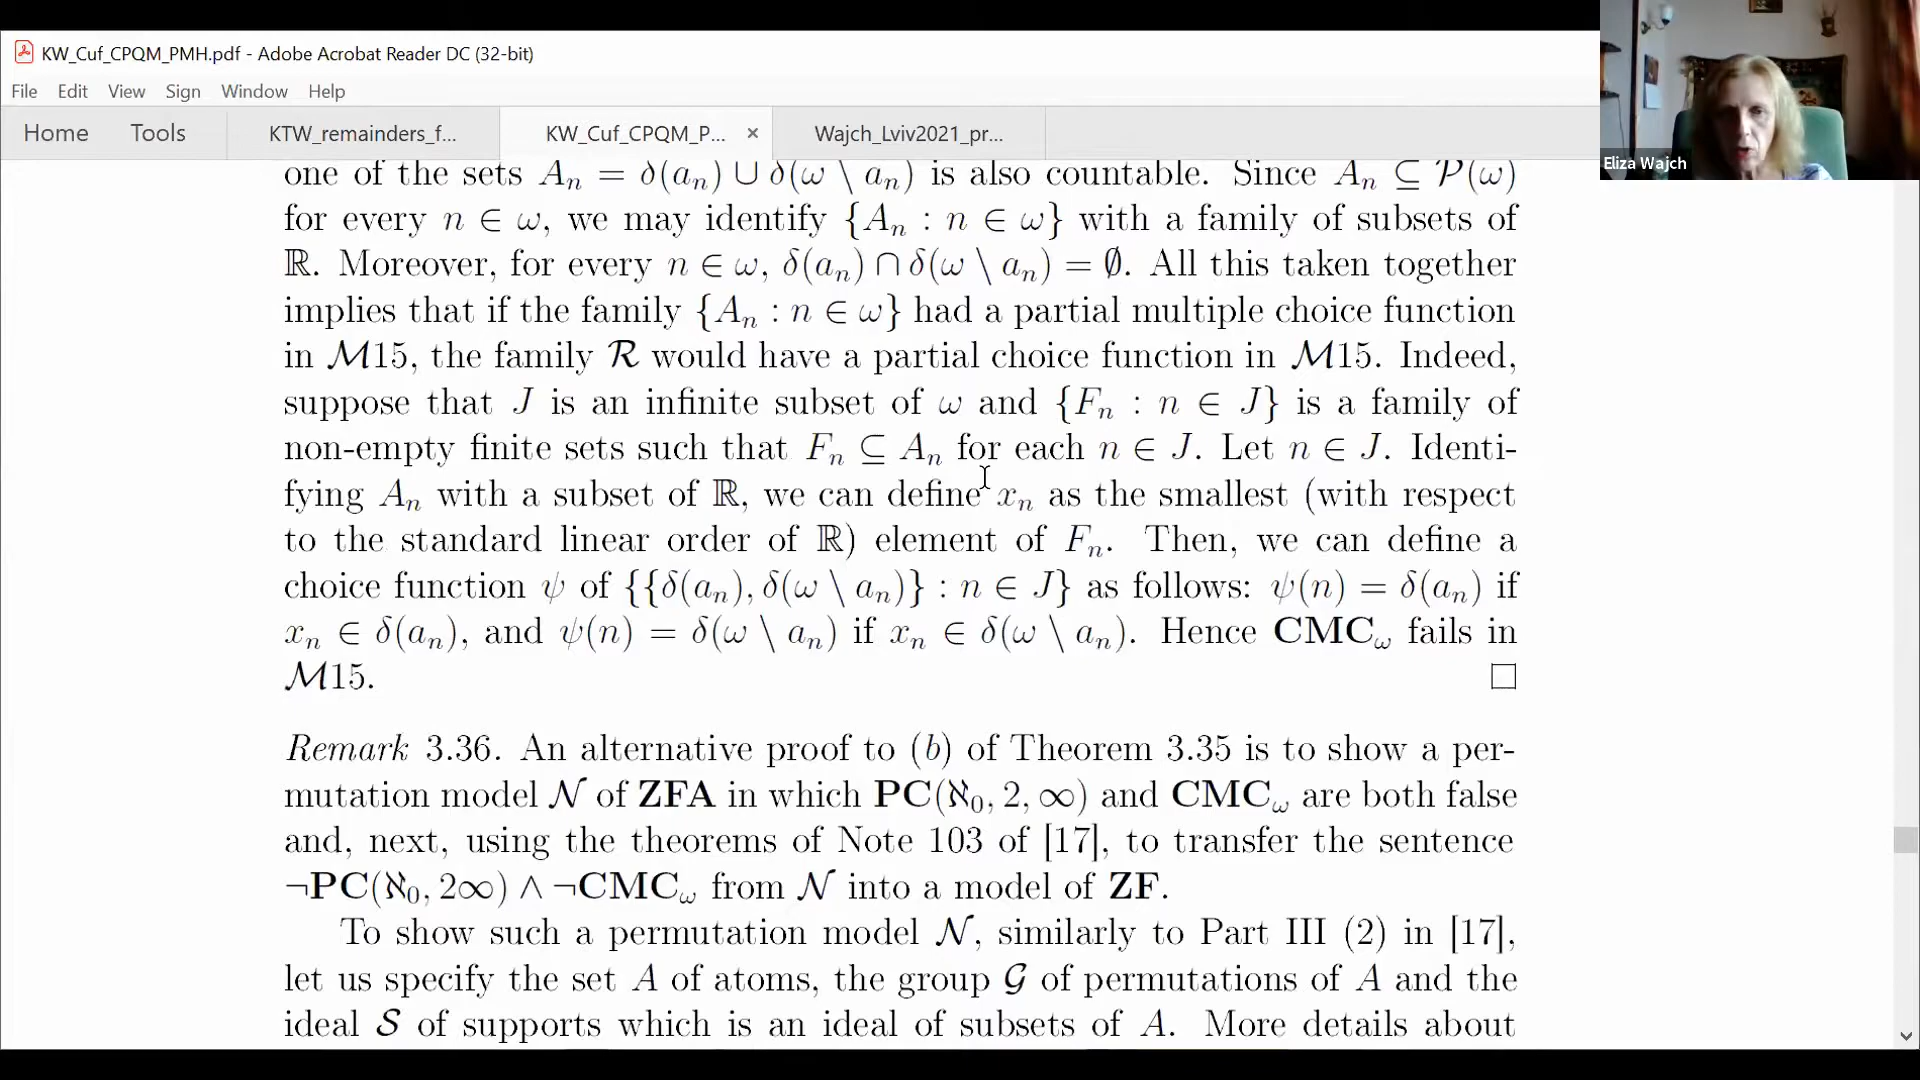 KW_Cuf_CPQM_PMH.pdf - Adobe Acrobat Reader DC (32-bit)
File Edit View Sign Window Help
Home Tools KTW_remainders_f... KW_Cuf_CPQM_P... × Wajch_Lviv2021_pr...
Eliza Wajch
one of the sets Aₙ = δ(aₙ) ∪ δ(ω \ aₙ) is also countable. Since Aₙ ⊆ 𝒫(ω)
for every n ∈ ω, we may identify {Aₙ : n ∈ ω} with a family of subsets of
ℝ. Moreover, for every n ∈ ω, δ(aₙ) ∩ δ(ω \ aₙ) = ∅. All this taken together
implies that if the family {Aₙ : n ∈ ω} had a partial multiple choice function
in ℳ15, the family ℛ would have a partial choice function in ℳ15. Indeed,
suppose that J is an infinite subset of ω and {Fₙ : n ∈ J} is a family of
non-empty finite sets such that Fₙ ⊆ Aₙ for each n ∈ J. Let n ∈ J. Identi-
fying Aₙ with a subset of ℝ, we can define xₙ as the smallest (with respect
to the standard linear order of ℝ) element of Fₙ. Then, we can define a
choice function ψ of {{δ(aₙ), δ(ω \ aₙ)} : n ∈ J} as follows: ψ(n) = δ(aₙ) if
xₙ ∈ δ(aₙ), and ψ(n) = δ(ω \ aₙ) if xₙ ∈ δ(ω \ aₙ). Hence CMC_ω fails in
ℳ15. □
Remark 3.36. An alternative proof to (b) of Theorem 3.35 is to show a per-
mutation model 𝒩 of ZFA in which PC(ℵ₀, 2, ∞) and CMC_ω are both false
and, next, using the theorems of Note 103 of [17], to transfer the sentence
¬PC(ℵ₀, 2∞) ∧ ¬CMC_ω from 𝒩 into a model of ZF.
To show such a permutation model 𝒩, similarly to Part III (2) in [17],
let us specify the set A of atoms, the group 𝒢 of permutations of A and the
ideal 𝒮 of supports which is an ideal of subsets of A. More details about